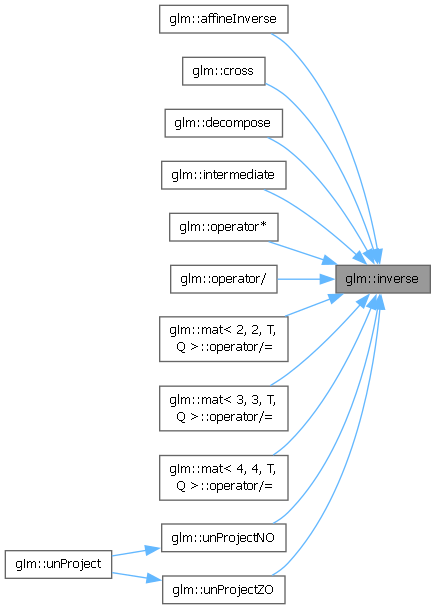 glm::affineInverse
glm::cross
glm::decompose
glm::intermediate
glm::operator*
glm::operator/
glm::inverse
glm::mat< 2, 2, T,
Q >::operator/=
glm::mat< 3, 3, T,
Q >::operator/=
glm::mat< 4, 4, T,
Q >::operator/=
glm::unProjectNO
glm::unProject
glm::unProjectZO